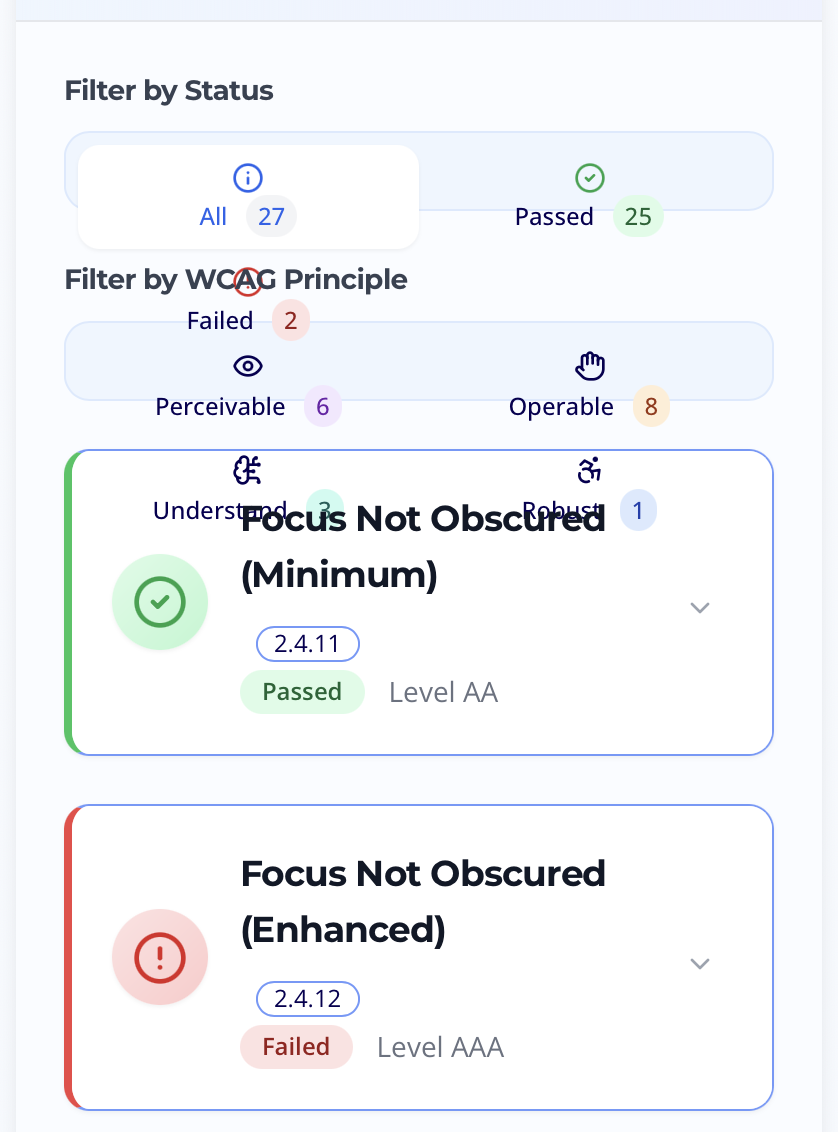 Filter by Status
All 27
Passed 25
Filter by WCAG Principle
Failed 2
Perceivable 6
Operable 8
Understand 3
Robust 1
Focus Not Obscured
(Minimum)
2.4.11
Passed Level AA
Focus Not Obscured
(Enhanced)
2.4.12
Failed Level AAA